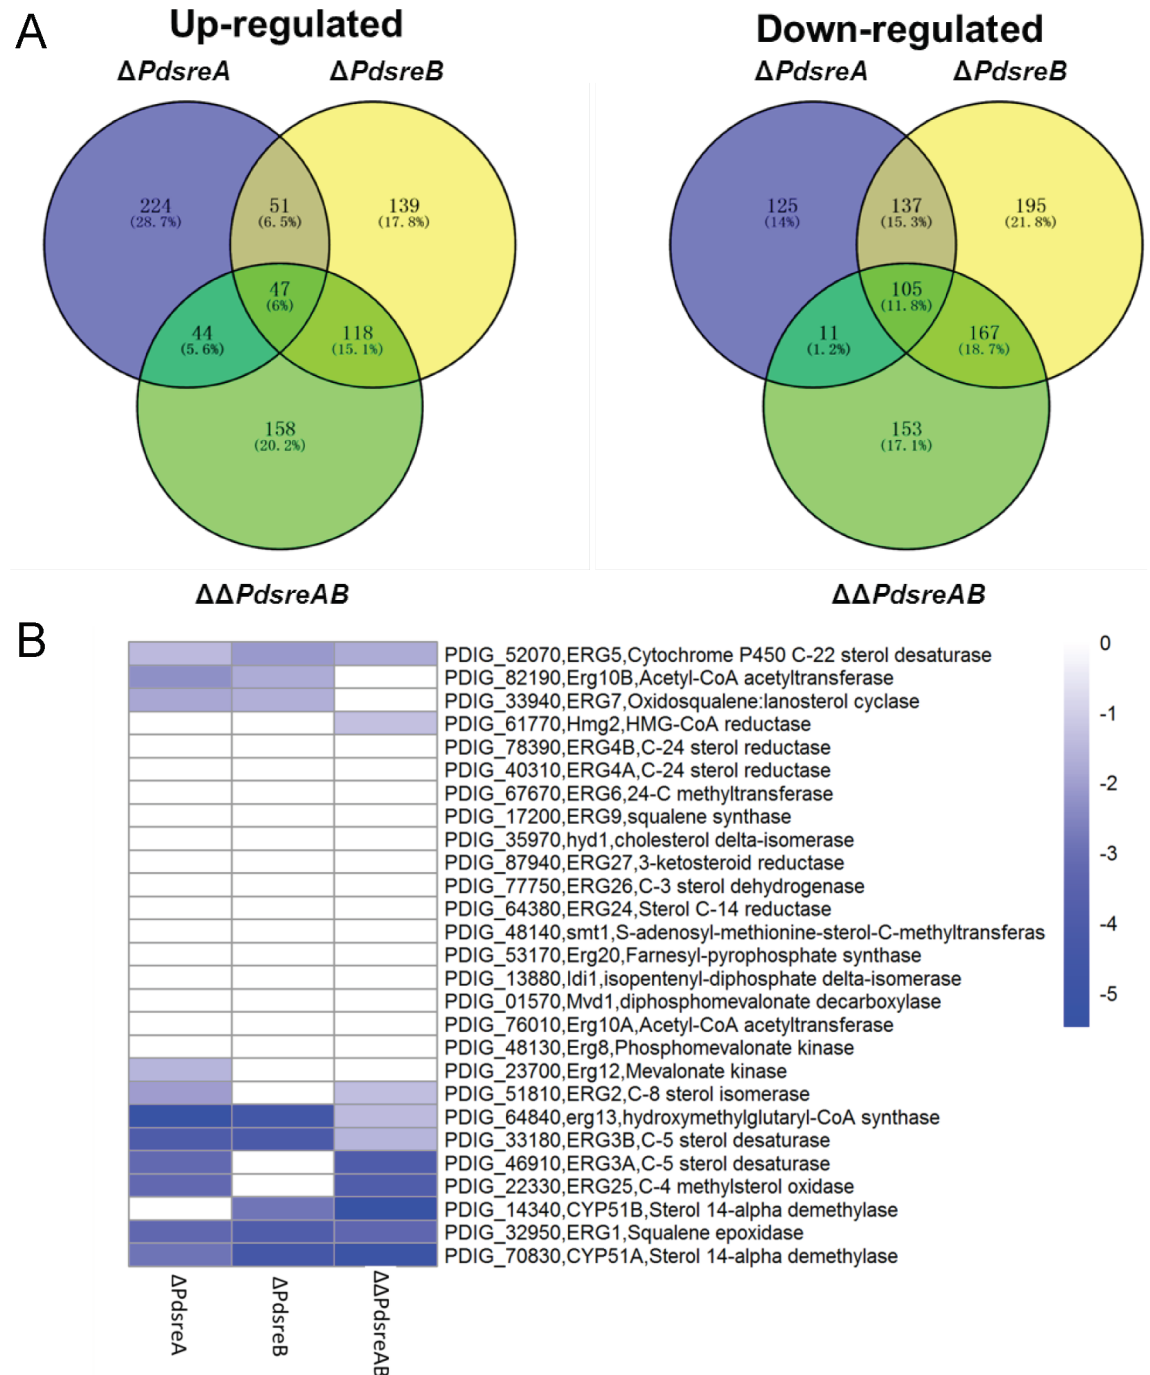 A
Up-regulated
Down-regulated
ΔPdsreA
ΔPdsreB
ΔPdsreA
ΔPdsreB
224
(28.7%)
51
(6.5%)
139
(17.8%)
47
(6%)
44
(5.6%)
118
(15.1%)
158
(20.2%)
125
(14%)
137
(15.3%)
195
(21.8%)
105
(11.8%)
11
(1.2%)
167
(18.7%)
153
(17.1%)
ΔΔPdsreAB
ΔΔPdsreAB
B
PDIG_52070,ERG5,Cytochrome P450 C-22 sterol desaturase
PDIG_82190,Erg10B,Acetyl-CoA acetyltransferase
PDIG_33940,ERG7,Oxidosqualene:lanosterol cyclase
PDIG_61770,Hmg2,HMG-CoA reductase
PDIG_78390,ERG4B,C-24 sterol reductase
PDIG_40310,ERG4A,C-24 sterol reductase
PDIG_67670,ERG6,24-C methyltransferase
PDIG_17200,ERG9,squalene synthase
PDIG_35970,hyd1,cholesterol delta-isomerase
PDIG_87940,ERG27,3-ketosteroid reductase
PDIG_77750,ERG26,C-3 sterol dehydrogenase
PDIG_64380,ERG24,Sterol C-14 reductase
PDIG_48140,smt1,S-adenosyl-methionine-sterol-C-methyltransferas
PDIG_53170,Erg20,Farnesyl-pyrophosphate synthase
PDIG_13880,Idi1,isopentenyl-diphosphate delta-isomerase
PDIG_01570,Mvd1,diphosphomevalonate decarboxylase
PDIG_76010,Erg10A,Acetyl-CoA acetyltransferase
PDIG_48130,Erg8,Phosphomevalonate kinase
PDIG_23700,Erg12,Mevalonate kinase
PDIG_51810,ERG2,C-8 sterol isomerase
PDIG_64840,erg13,hydroxymethylglutaryl-CoA synthase
PDIG_33180,ERG3B,C-5 sterol desaturase
PDIG_46910,ERG3A,C-5 sterol desaturase
PDIG_22330,ERG25,C-4 methylsterol oxidase
PDIG_14340,CYP51B,Sterol 14-alpha demethylase
PDIG_32950,ERG1,Squalene epoxidase
PDIG_70830,CYP51A,Sterol 14-alpha demethylase
0
-1
-2
-3
-4
-5
ΔPdsreA
ΔPdsreB
ΔΔPdsreAB